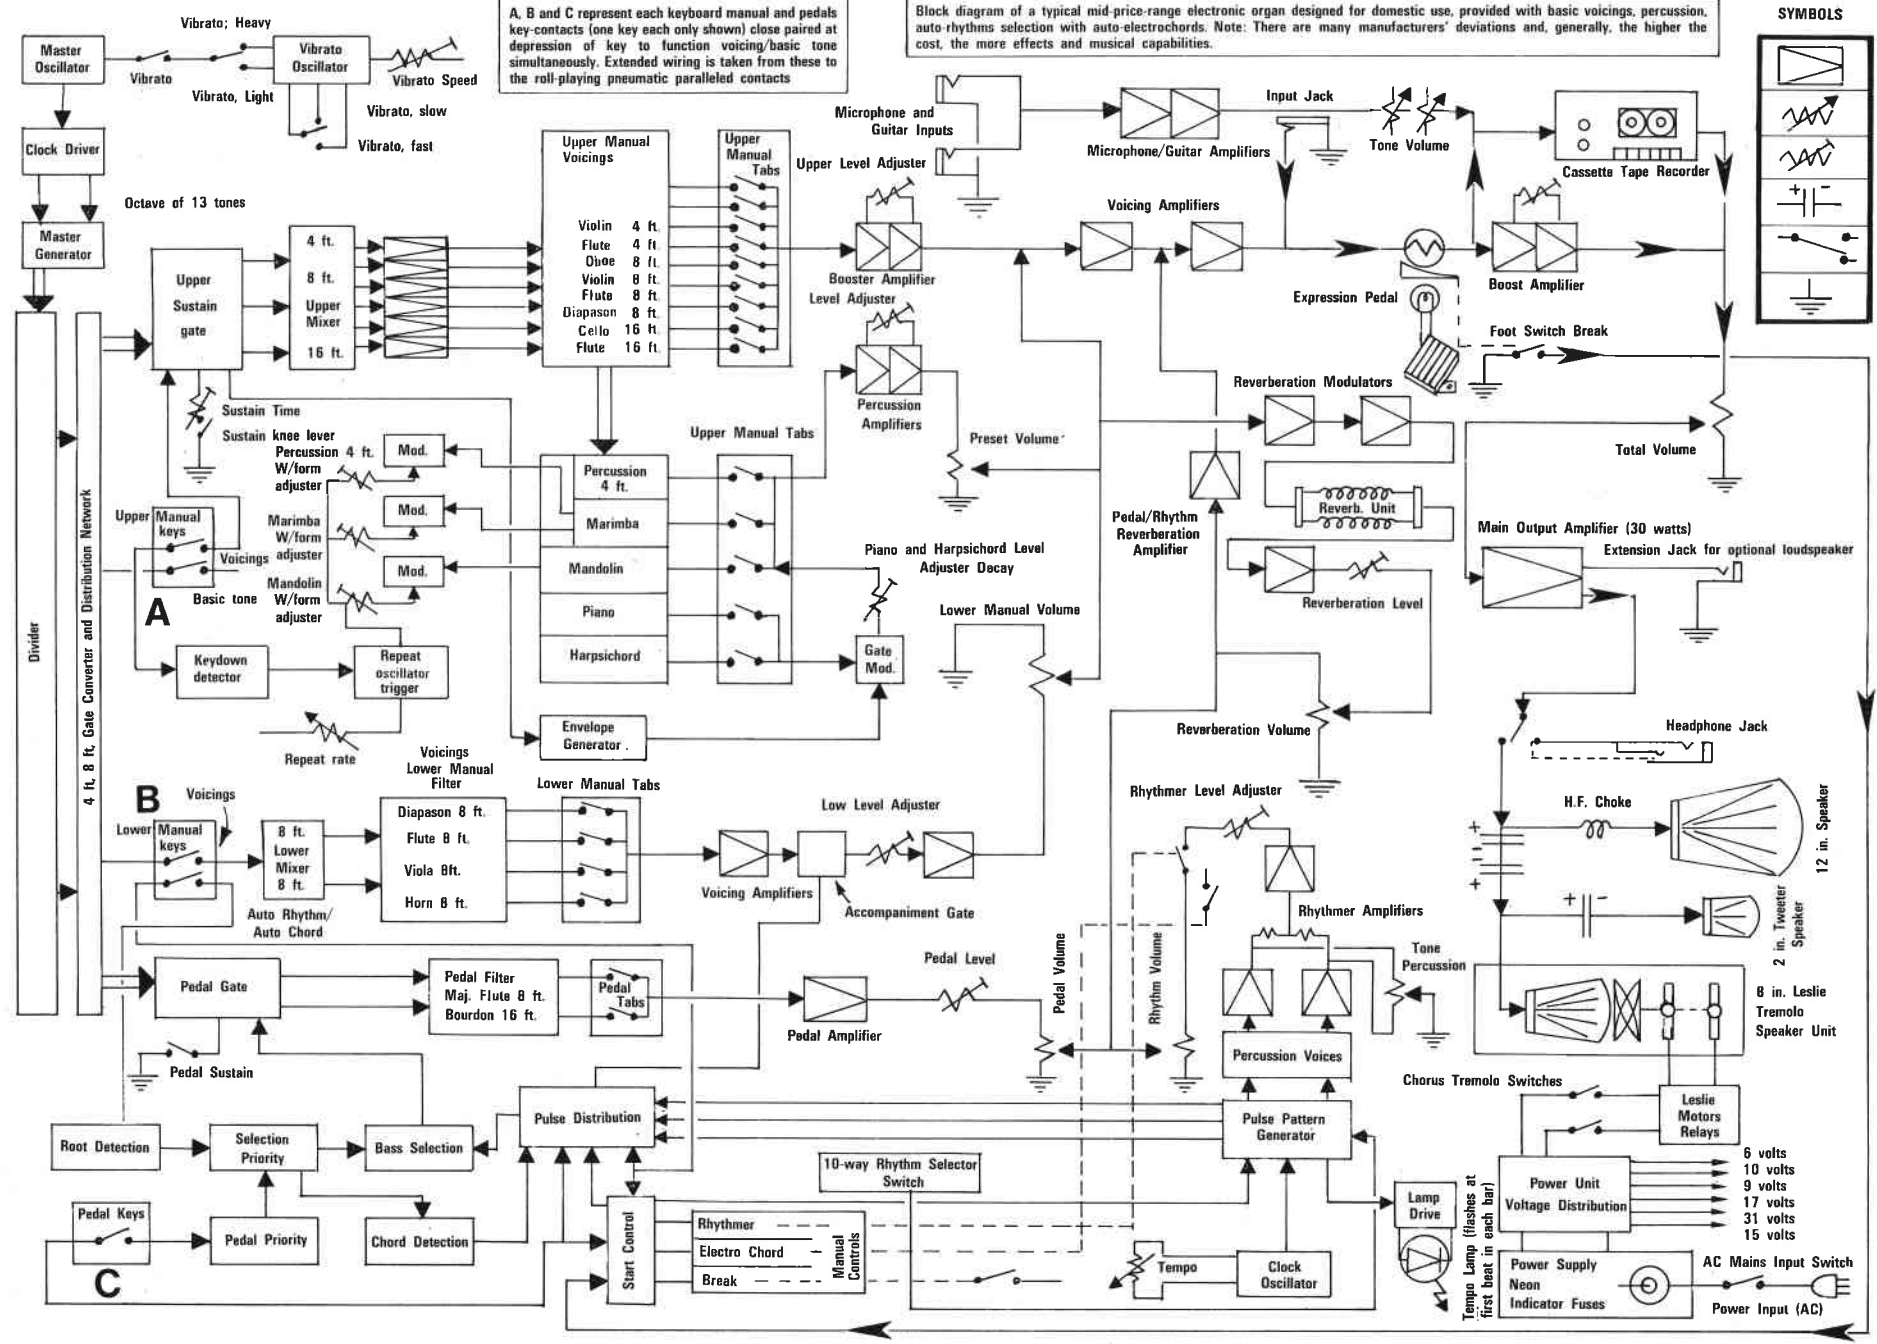 A, B and C represent each keyboard manual and pedals
key-contacts (one key each only shown) close paired at
depression of key to function voicing/basic tone
simultaneously. Extended wiring is taken from these to
the roll-playing pneumatic paralleled contacts
Block diagram of a typical mid-price-range electronic organ designed for domestic use, provided with basic voicings, percussion,
auto-rhythms selection with auto-electrochords. Note: There are many manufacturers' deviations and, generally, the higher the
cost, the more effects and musical capabilities.
SYMBOLS
+ -
Vibrato; Heavy
Master
Oscillator
Vibrato
Vibrato
Oscillator
Vibrato Speed
Vibrato, Light
Vibrato, slow
Vibrato, fast
Clock Driver
Octave of 13 tones
Master
Generator
Upper
Sustain
gate
4 ft.
8 ft.
Upper
Mixer
16 ft.
Upper Manual
Voicings
Violin 4 ft.
Flute 4 ft.
Oboe 8 ft.
Violin 8 ft.
Flute 8 ft.
Diapason 8 ft.
Cello 16 ft.
Flute 16 ft.
Upper
Manual
Tabs
Upper Level Adjuster
Booster Amplifier
Level Adjuster
Percussion
Amplifiers
Microphone and
Guitar Inputs
Microphone/Guitar Amplifiers
Input Jack
Tone Volume
Cassette Tape Recorder
Voicing Amplifiers
Expression Pedal
Boost Amplifier
Foot Switch Break
Reverberation Modulators
Total Volume
Preset Volume
Reverb. Unit
Pedal/Rhythm
Reverberation
Amplifier
Reverberation Level
Main Output Amplifier (30 watts)
Extension Jack for optional loudspeaker
Divider
4 ft, 8 ft, Gate Converter and Distribution Network
Sustain Time
Sustain knee lever
Percussion 4 ft.
W/form
adjuster
Mod.
Marimba
W/form
adjuster
Mod.
Mandolin
W/form
adjuster
Mod.
Upper Manual
keys
Voicings
Basic tone
A
Keydown
detector
Repeat
oscillator
trigger
Repeat rate
Percussion
4 ft.
Marimba
Mandolin
Piano
Harpsichord
Upper Manual Tabs
Piano and Harpsichord Level
Adjuster Decay
Gate
Mod.
Envelope
Generator .
Lower Manual Volume
Reverberation Volume
Headphone Jack
H.F. Choke
12 in. Speaker
+
-
+
+ -
2 in. Tweeter
Speaker
8 in. Leslie
Tremolo
Speaker Unit
B
Voicings
Lower Manual
keys
8 ft.
Lower
Mixer
8 ft.
Auto Rhythm/
Auto Chord
Voicings
Lower Manual
Filter
Diapason 8 ft.
Flute 8 ft.
Viola 8ft.
Horn 8 ft.
Lower Manual Tabs
Voicing Amplifiers
Low Level Adjuster
Accompaniment Gate
Rhythmer Level Adjuster
Rhythmer Amplifiers
Tone
Percussion
Percussion Voices
Pedal Volume
Rhythm Volume
Pedal Gate
Pedal Sustain
Pedal Filter
Maj. Flute 8 ft.
Bourdon 16 ft.
Pedal
Tabs
Pedal Amplifier
Pedal Level
Root Detection
Selection
Priority
Bass Selection
Pulse Distribution
Pulse Pattern
Generator
10-way Rhythm Selector
Switch
Pedal Keys
C
Pedal Priority
Chord Detection
Start Control
Rhythmer
Electro Chord
Break
Manual
Controls
Tempo
Clock
Oscillator
Lamp
Drive
Tempo Lamp (flashes at
first beat in each bar)
Chorus Tremolo Switches
Leslie
Motors
Relays
Power Unit
Voltage Distribution
6 volts
10 volts
9 volts
17 volts
31 volts
15 volts
Power Supply
Neon
Indicator Fuses
AC Mains Input Switch
Power Input (AC)